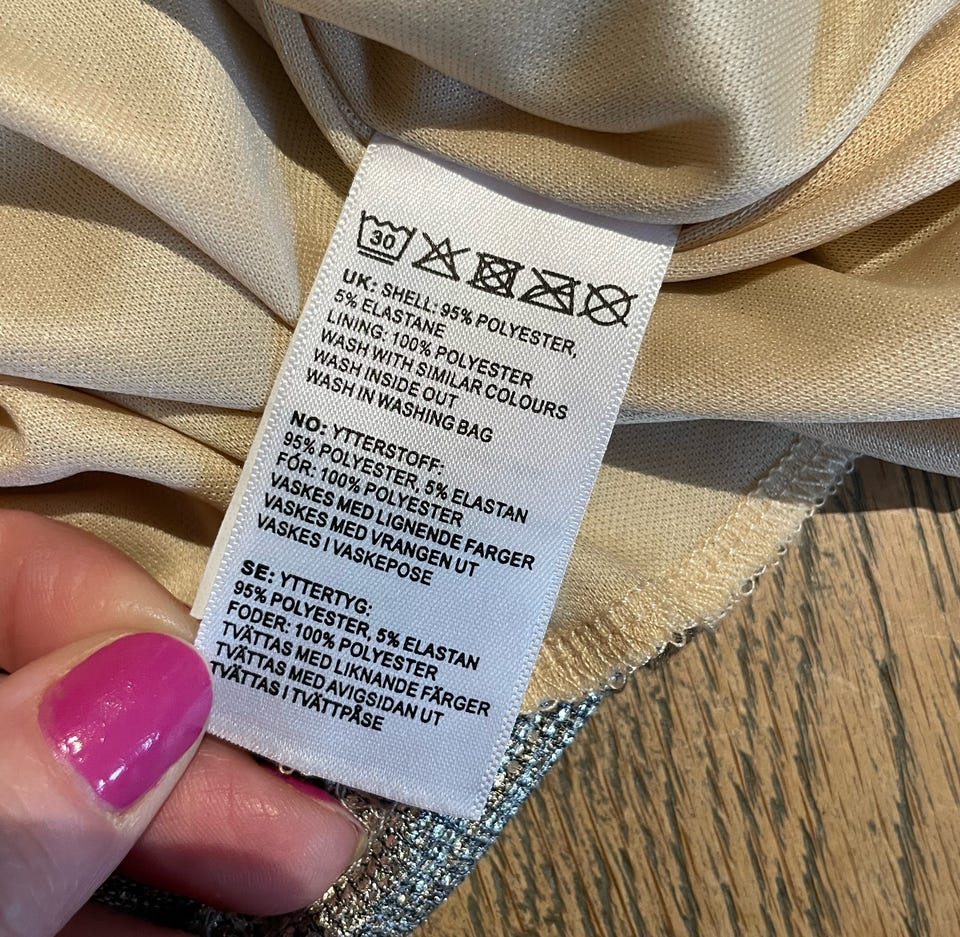 30
UK: SHELL: 95% POLYESTER,
5% ELASTANE
LINING: 100% POLYESTER
WASH WITH SIMILAR COLOURS
WASH INSIDE OUT
WASH IN WASHING BAG
NO: YTTERSTOFF:
95% POLYESTER, 5% ELASTAN
FÓR: 100% POLYESTER
VASKES MED LIGNENDE FARGER
VASKES MED VRANGEN UT
VASKES I VASKEPOSE
SE: YTTERTYG:
95% POLYESTER, 5% ELASTAN
FODER: 100% POLYESTER
TVÄTTAS MED LIKNANDE FÄRGER
TVÄTTAS MED AVIGSIDAN UT
TVÄTTAS I TVÄTTPÅSE